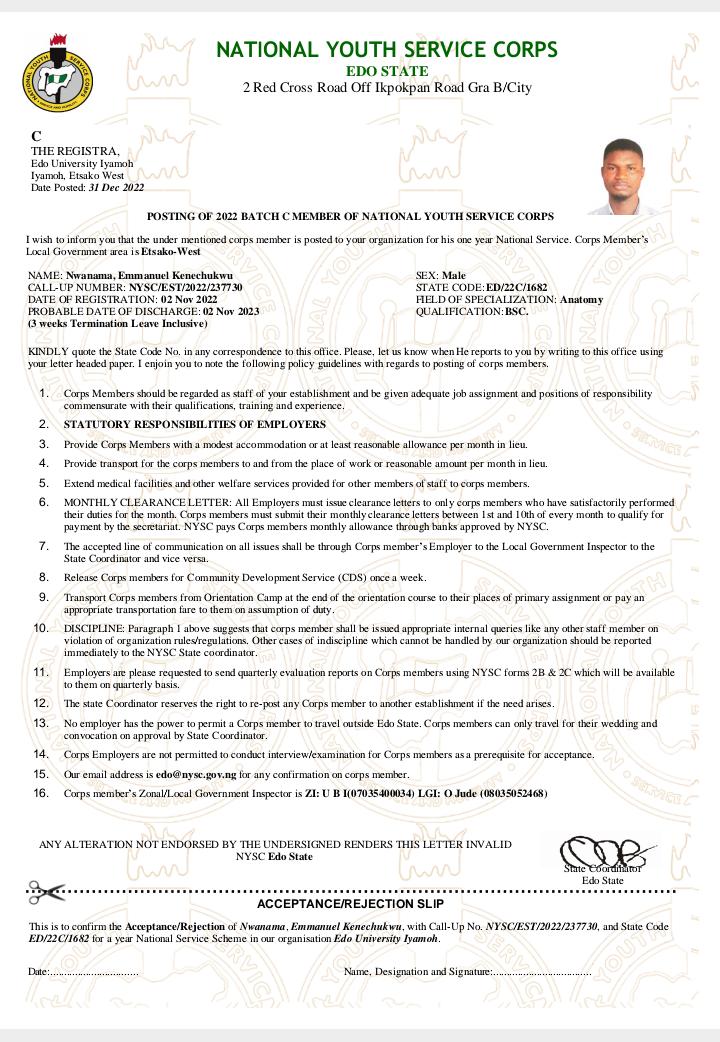 NATIONAL YOUTH SERVICE CORPS
EDO STATE
2 Red Cross Road Off Ikpokpan Road Gra B/City
C
THE REGISTRA,
Edo University Iyamoh
Iyamoh, Etsako West
Date Posted: 31 Dec 2022
POSTING OF 2022 BATCH C MEMBER OF NATIONAL YOUTH SERVICE CORPS
I wish to inform you that the under mentioned corps member is posted to your organization for his one year National Service. Corps Member's
Local Government area is Etsako-West
NAME: Nwanama, Emmanuel Kenechukwu
CALL-UP NUMBER: NYSC/EST/2022/237730
DATE OF REGISTRATION: 02 Nov 2022
PROBABLE DATE OF DISCHARGE: 02 Nov 2023
(3 weeks Termination Leave Inclusive)
SEX: Male
STATE CODE: ED/22C/1682
FIELD OF SPECIALIZATION: Anatomy
QUALIFICATION: BSC.
KINDLY quote the State Code No. in any correspondence to this office. Please, let us know when He reports to you by writing to this office using
your letter headed paper. I enjoin you to note the following policy guidelines with regards to posting of corps members.
1. Corps Members should be regarded as staff of your establishment and be given adequate job assignment and positions of responsibility
commensurate with their qualifications, training and experience.
2. STATUTORY RESPONSIBILITIES OF EMPLOYERS
3. Provide Corps Members with a modest accommodation or at least reasonable allowance per month in lieu.
4. Provide transport for the corps members to and from the place of work or reasonable amount per month in lieu.
5. Extend medical facilities and other welfare services provided for other members of staff to corps members.
6. MONTHLY CLEARANCE LETTER: All Employers must issue clearance letters to only corps members who have satisfactorily performed
their duties for the month. Corps members must submit their monthly clearance letters between 1st and 10th of every month to qualify for
payment by the secretariat. NYSC pays Corps members monthly allowance through banks approved by NYSC.
7. The accepted line of communication on all issues shall be through Corps member's Employer to the Local Government Inspector to the
State Coordinator and vice versa.
8. Release Corps members for Community Development Service (CDS) once a week.
9. Transport Corps members from Orientation Camp at the end of the orientation course to their places of primary assignment or pay an
appropriate transportation fare to them on assumption of duty.
10. DISCIPLINE: Paragraph 1 above suggests that corps member shall be issued appropriate internal queries like any other staff member on
violation of organization rules/regulations. Other cases of indiscipline which cannot be handled by our organization should be reported
immediately to the NYSC State coordinator.
11. Employers are please requested to send quarterly evaluation reports on Corps members using NYSC forms 2B & 2C which will be available
to them on quarterly basis.
12. The state Coordinator reserves the right to re-post any Corps member to another establishment if the need arises.
13. No employer has the power to permit a Corps member to travel outside Edo State. Corps members can only travel for their wedding and
convocation on approval by State Coordinator.
14. Corps Employers are not permitted to conduct interview/examination for Corps members as a prerequisite for acceptance.
15. Our email address is edo@nysc.gov.ng for any confirmation on corps member.
16. Corps member's Zonal/Local Government Inspector is ZI: U B I(07035400034) LGI: O Jude (08035052468)
ANY ALTERATION NOT ENDORSED BY THE UNDERSIGNED RENDERS THIS LETTER INVALID
NYSC Edo State
State Coordinator
Edo State
ACCEPTANCE/REJECTION SLIP
This is to confirm the Acceptance/Rejection of Nwanama, Emmanuel Kenechukwu, with Call-Up No. NYSC/EST/2022/237730, and State Code
ED/22C/1682 for a year National Service Scheme in our organisation Edo University Iyamoh.
Date:................................
Name, Designation and Signature:...................................